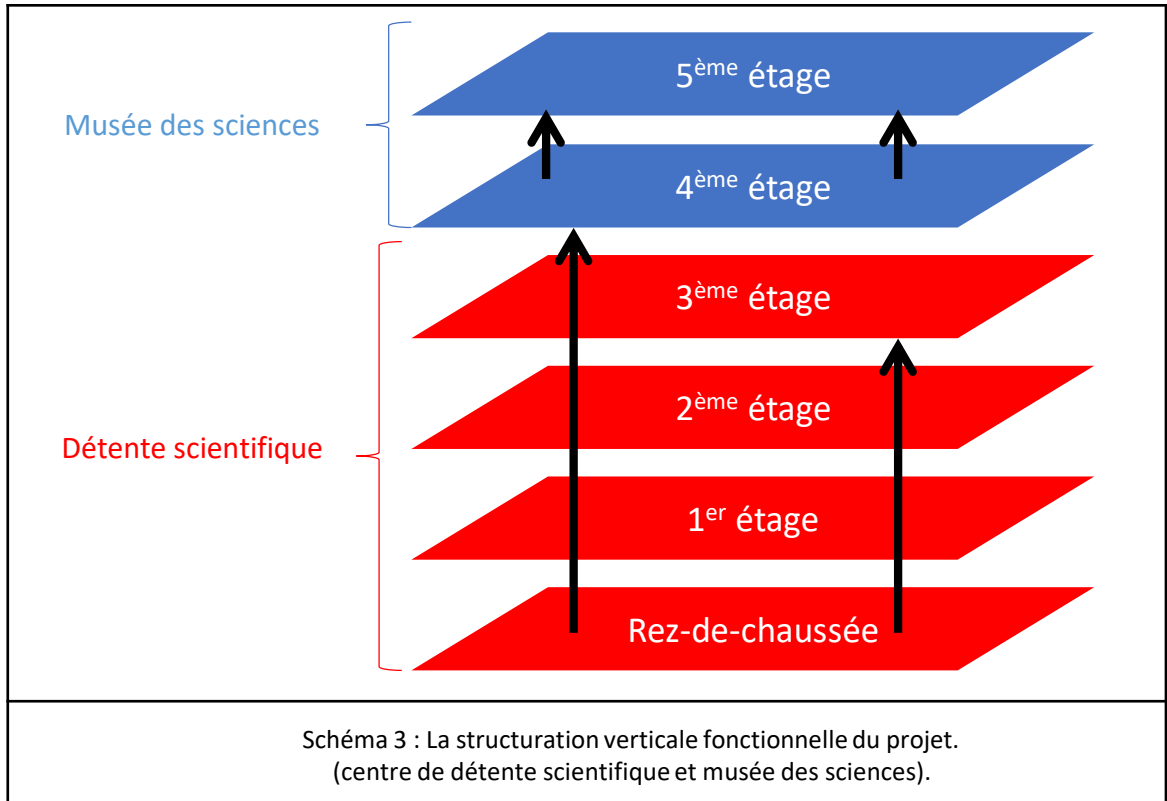 5ème étage
Musée des sciences
4ème étage
3ème étage
2ème étage
Détente scientifique
1er étage
Rez-de-chaussée
Schéma 3 : La structuration verticale fonctionnelle du projet.
(centre de détente scientifique et musée des sciences).